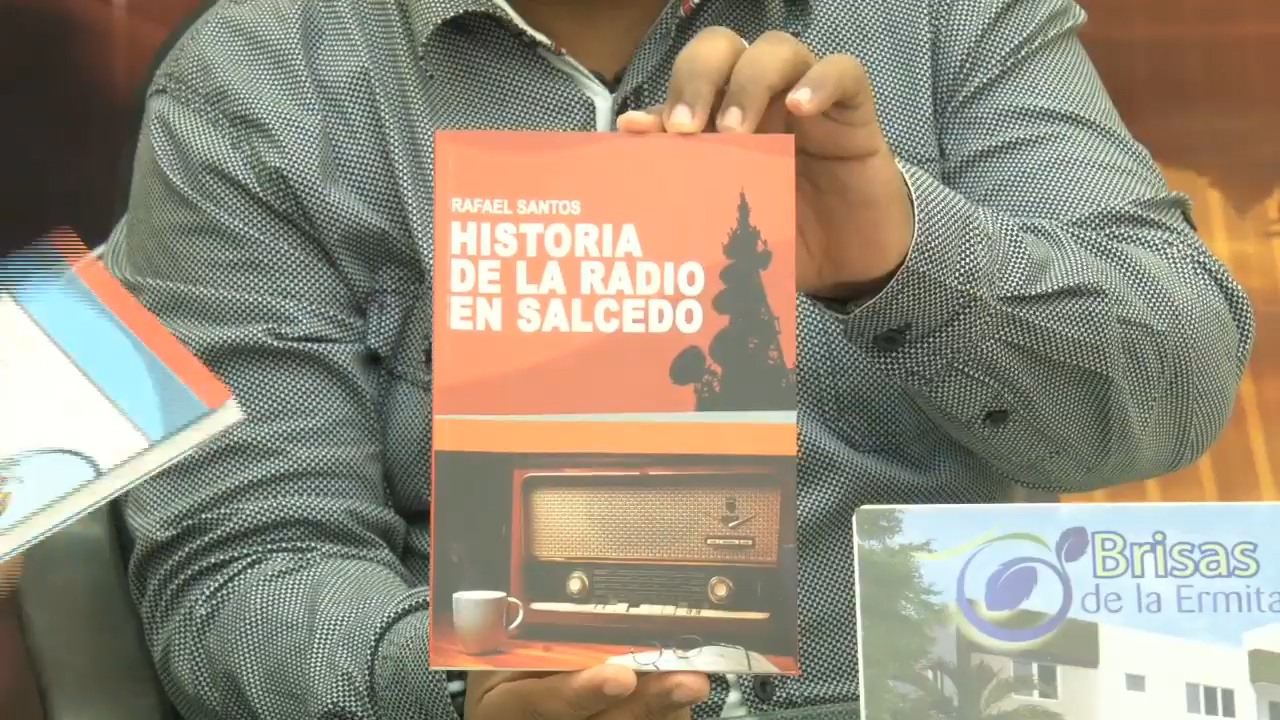 RAFAEL SANTOS
HISTORIA
DE LA RADIO
EN SALCEDO
Brisas
de la Ermita